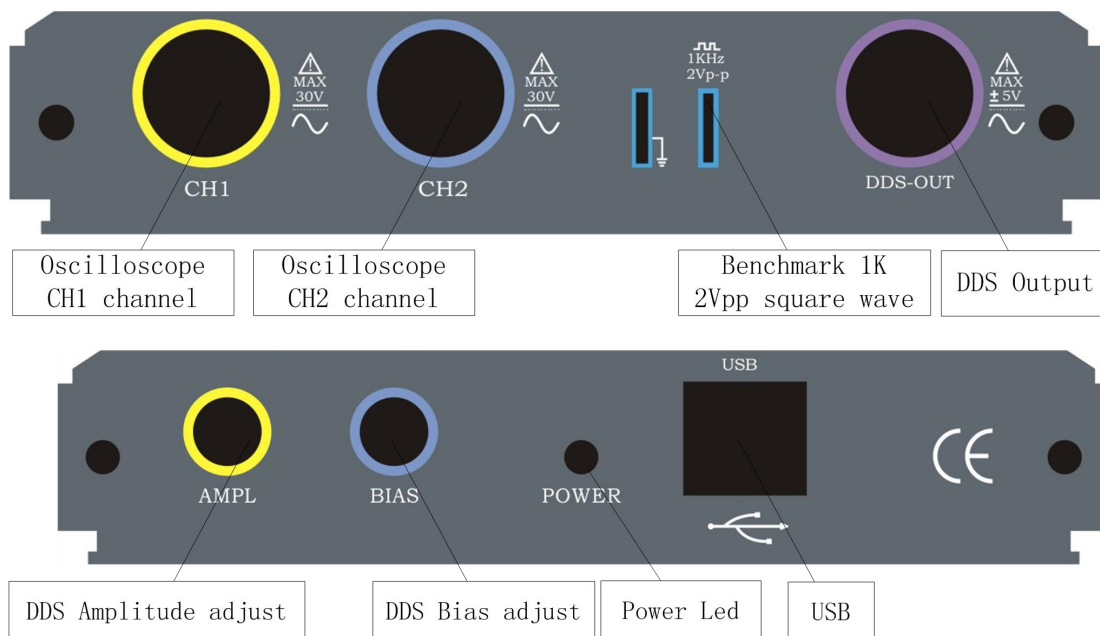 MAX
30V
CH1
MAX
30V
CH2
1KHz
2Vp-p
MAX
±5V
DDS-OUT
Oscilloscope
CH1 channel
Oscilloscope
CH2 channel
Benchmark 1K
2Vpp square wave
DDS Output
USB
AMPL
BIAS
POWER
CE
DDS Amplitude adjust
DDS Bias adjust
Power Led
USB